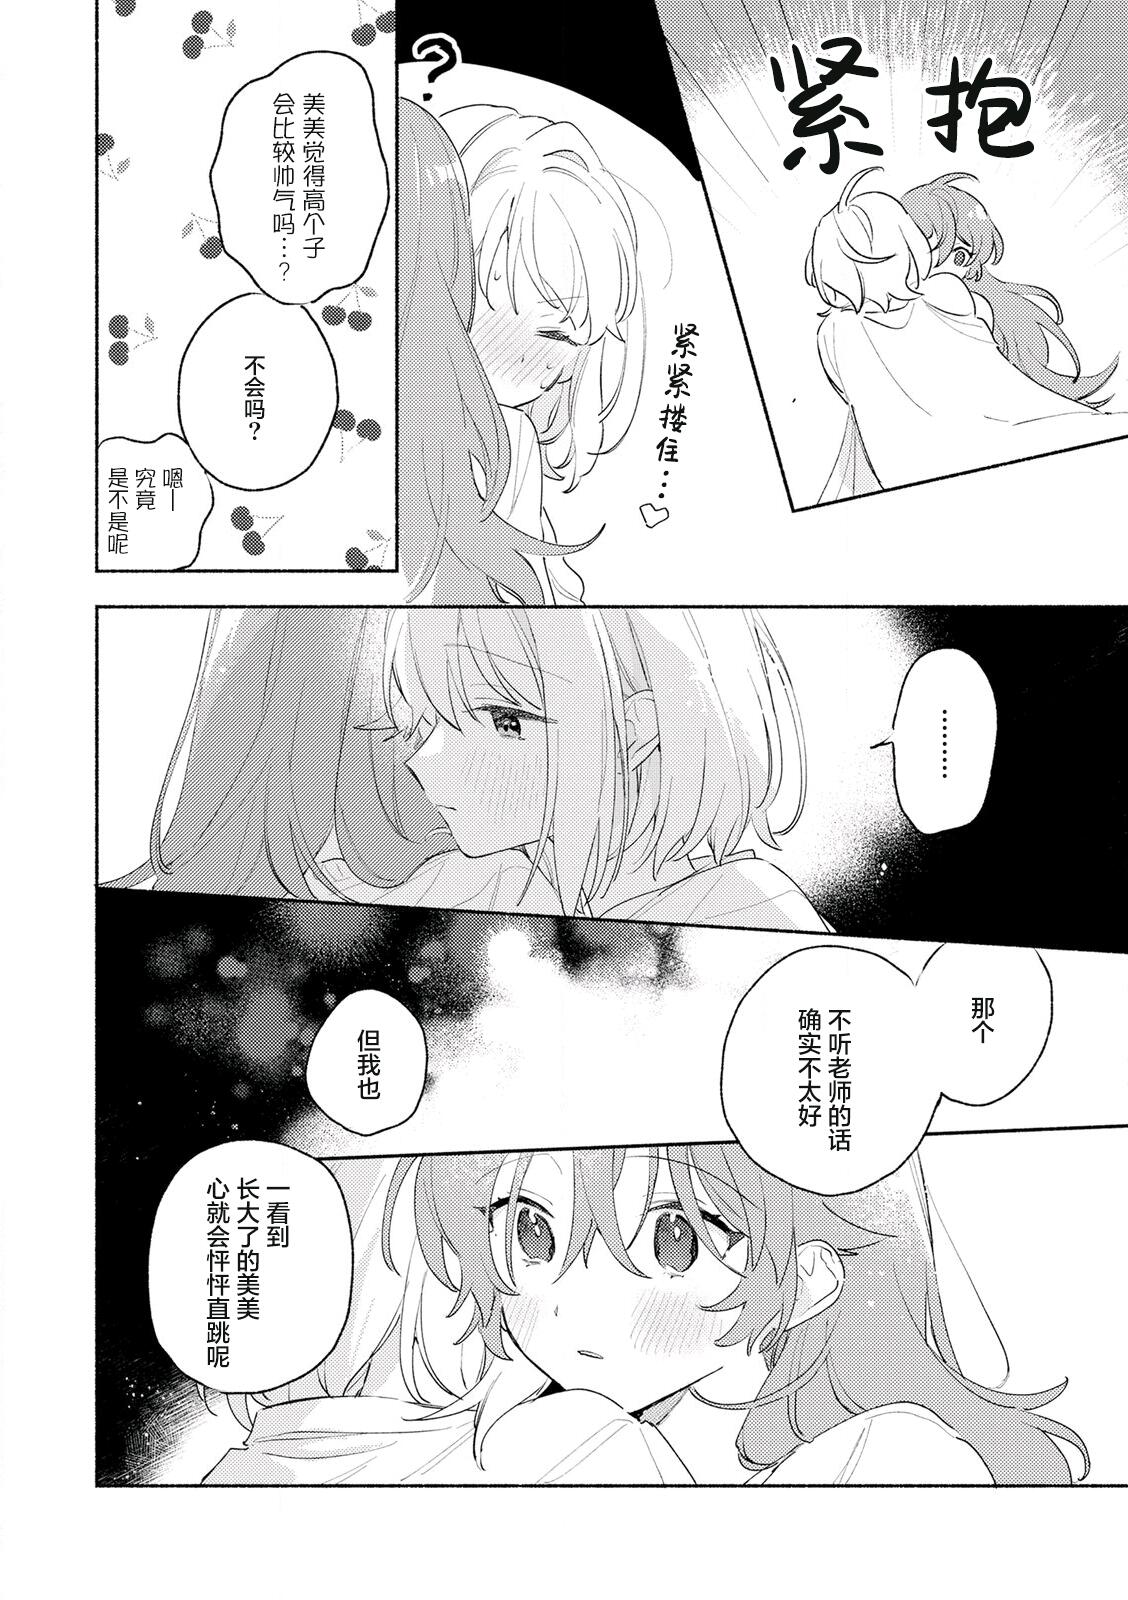 紧抱
?
紧紧搂住…
美美觉得高个子
会比较帅气吗…?
不会吗?
嗯—
究竟
是不是呢
………
那个
不听老师的话
确实不太好
但我也
一看到
长大了的美美
心就会怦怦直跳呢